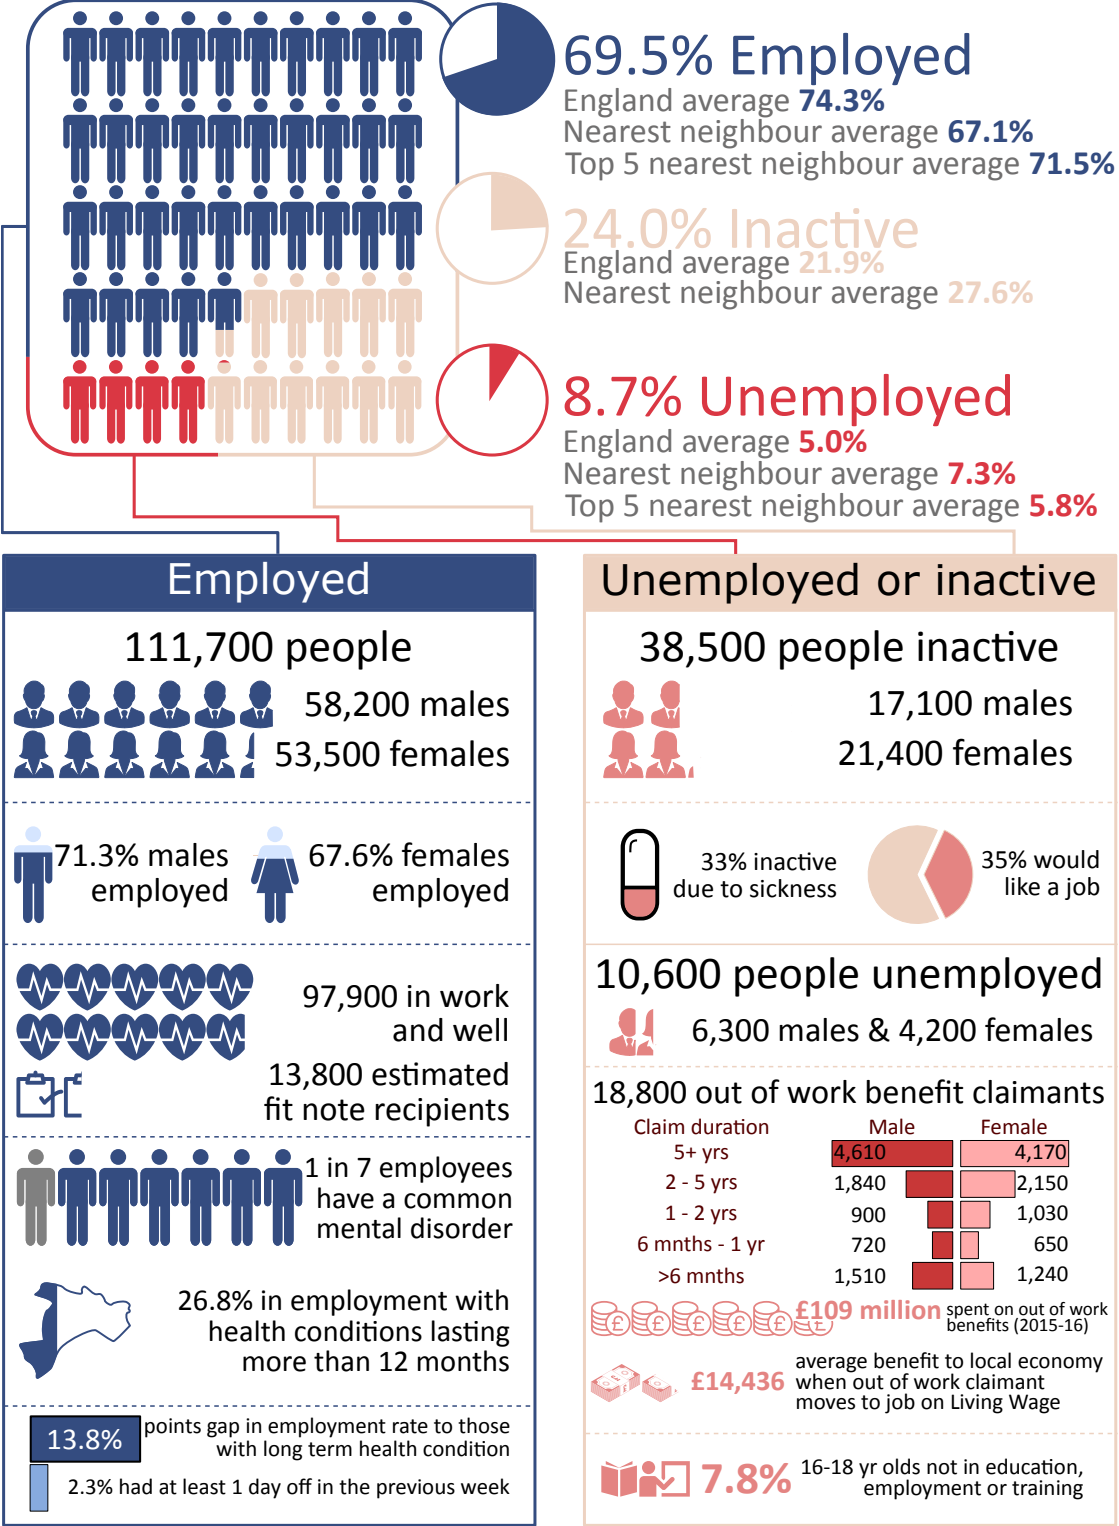 69.5% Employed
England average 74.3%
Nearest neighbour average 67.1%
Top 5 nearest neighbour average 71.5%
24.0% Inactive
England average 21.9%
Nearest neighbour average 27.6%
8.7% Unemployed
England average 5.0%
Nearest neighbour average 7.3%
Top 5 nearest neighbour average 5.8%
Employed
111,700 people
58,200 males
53,500 females
71.3% males
employed
67.6% females
employed
97,900 in work
and well
13,800 estimated
fit note recipients
1 in 7 employees
have a common
mental disorder
26.8% in employment with
health conditions lasting
more than 12 months
13.8%
points gap in employment rate to those
with long term health condition
2.3% had at least 1 day off in the previous week
Unemployed or inactive
38,500 people inactive
17,100 males
21,400 females
33% inactive
due to sickness
35% would
like a job
10,600 people unemployed
6,300 males & 4,200 females
18,800 out of work benefit claimants
Claim duration Male Female
5+ yrs 4,610 4,170
2 - 5 yrs 1,840 2,150
1 - 2 yrs 900 1,030
6 mnths - 1 yr 720 650
>6 mnths 1,510 1,240
£109 million spent on out of work
benefits (2015-16)
£14,436
average benefit to local economy
when out of work claimant
moves to job on Living Wage
7.8% 16-18 yr olds not in education,
employment or training